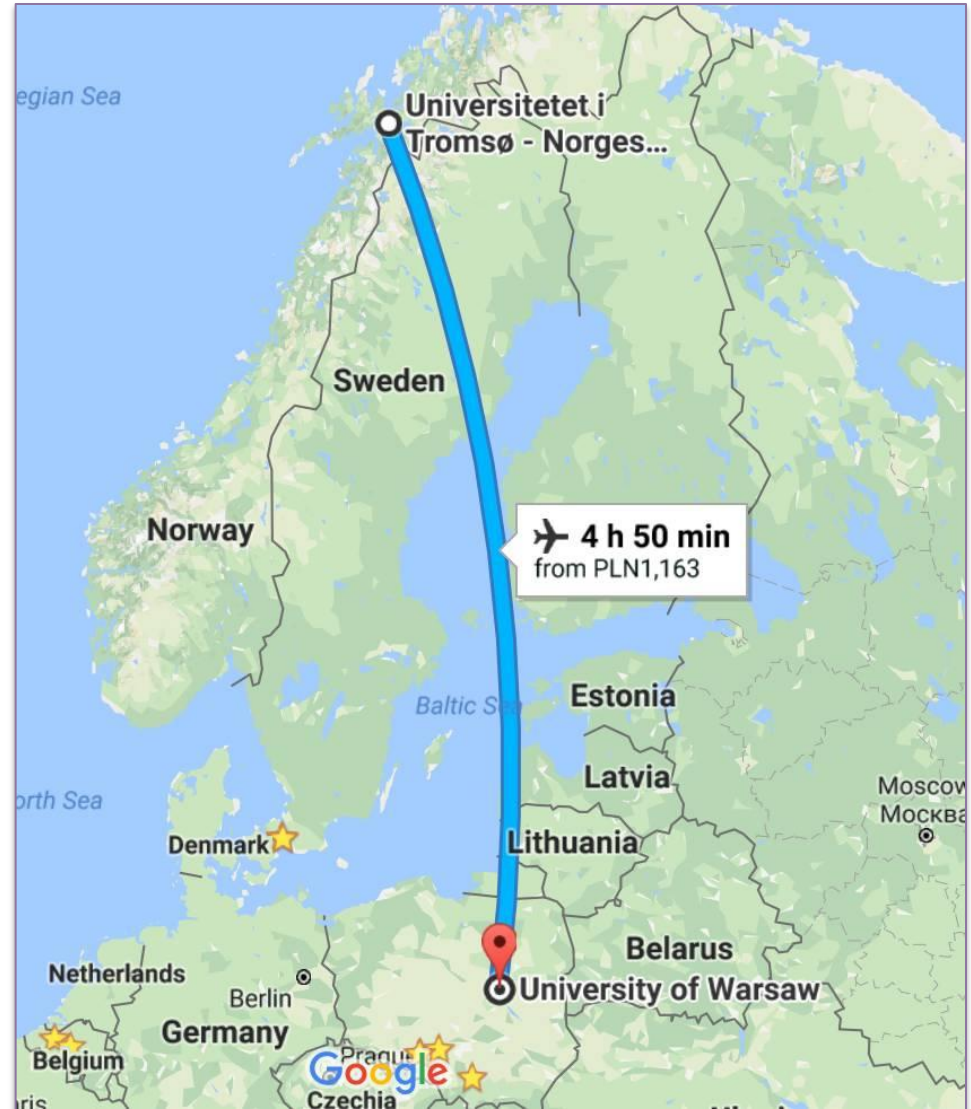 egian Sea
Universitetet i
Tromsø - Norges...
Sweden
Norway
4 h 50 min
from PLN1,163
Baltic Sea
Estonia
Latvia
orth Sea
Moscow
Москва
Denmark
Lithuania
Belarus
Netherlands
Berlin
University of Warsaw
Germany
Belgium
Prague
Google
Czechia